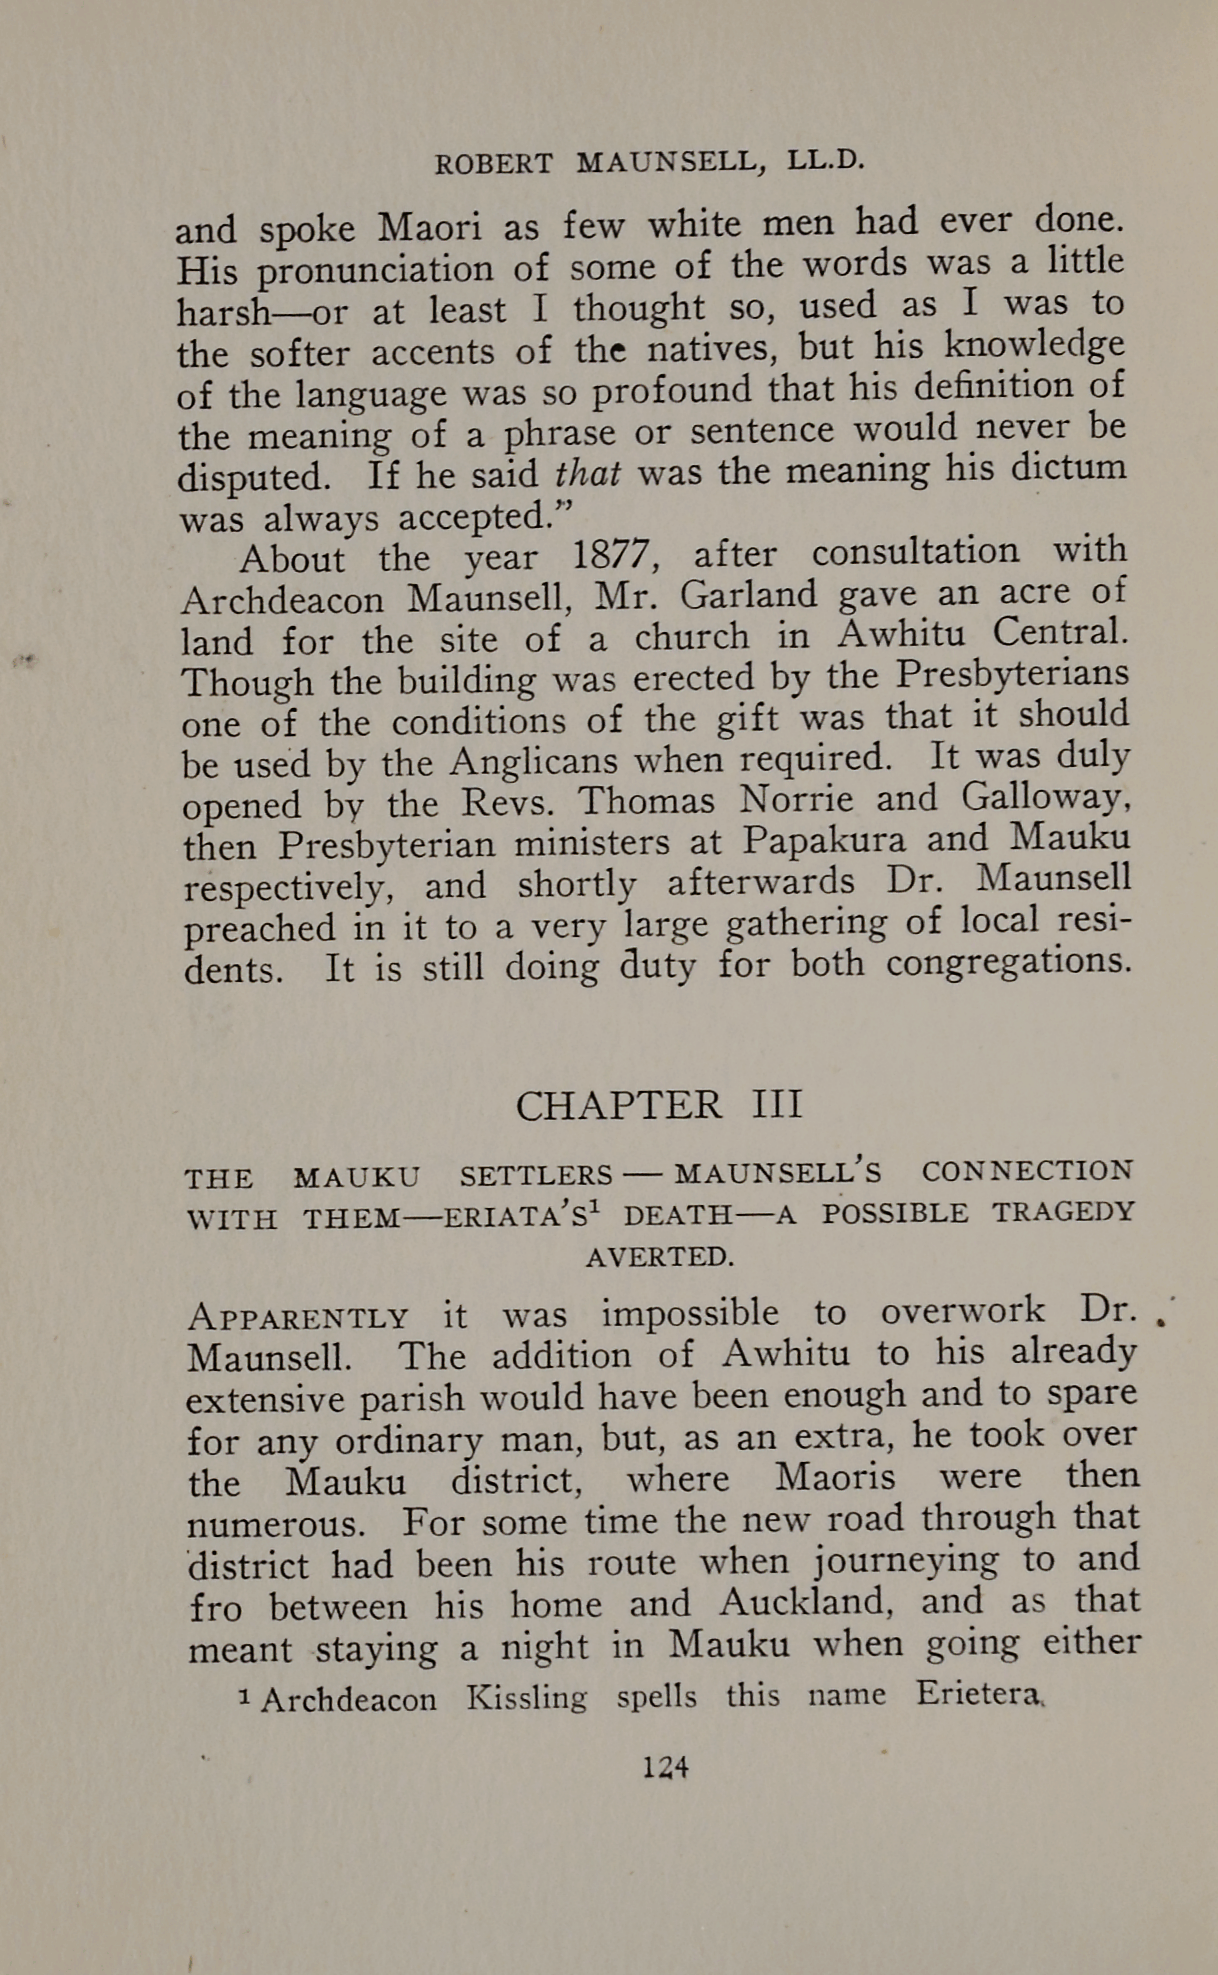 ROBERT MAUNSELL, LL.D.
and spoke Maori as few white men had ever done.
His pronunciation of some of the words was a little
harsh—or at least I thought so, used as I was to
the softer accents of the natives, but his knowledge
of the language was so profound that his definition of
the meaning of a phrase or sentence would never be
disputed. If he said that was the meaning his dictum
was always accepted.”
About the year 1877, after consultation with
Archdeacon Maunsell, Mr. Garland gave an acre of
land for the site of a church in Awhitu Central.
Though the building was erected by the Presbyterians
one of the conditions of the gift was that it should
be used by the Anglicans when required. It was duly
opened by the Revs. Thomas Norrie and Galloway,
then Presbyterian ministers at Papakura and Mauku
respectively, and shortly afterwards Dr. Maunsell
preached in it to a very large gathering of local resi-
dents. It is still doing duty for both congregations.
CHAPTER III
THE MAUKU SETTLERS — MAUNSELL'S CONNECTION
WITH THEM—ERIATA'S¹ DEATH—A POSSIBLE TRAGEDY
AVERTED.
APPARENTLY it was impossible to overwork Dr.
Maunsell. The addition of Awhitu to his already
extensive parish would have been enough and to spare
for any ordinary man, but, as an extra, he took over
the Mauku district, where Maoris were then
numerous. For some time the new road through that
district had been his route when journeying to and
fro between his home and Auckland, and as that
meant staying a night in Mauku when going either
¹ Archdeacon Kissling spells this name Erietera.
124